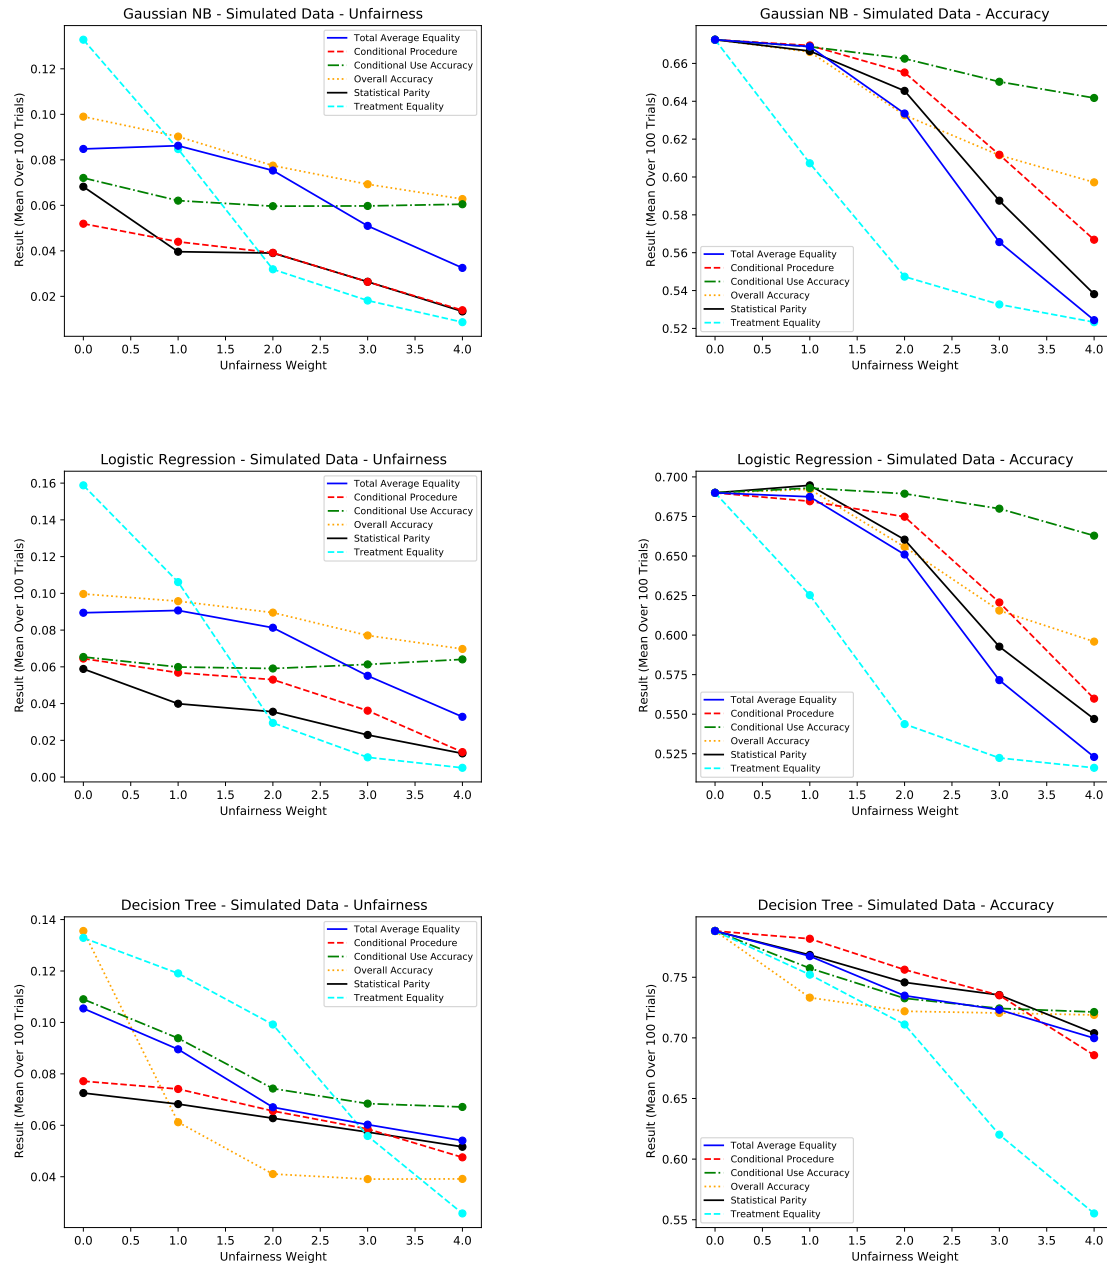 Gaussian NB - Simulated Data - Unfairness
Result (Mean Over 100 Trials)
0.12
0.10
0.08
0.06
0.04
0.02
Total Average Equality
Conditional Procedure
Conditional Use Accuracy
Overall Accuracy
Statistical Parity
Treatment Equality
0.0 0.5 1.0 1.5 2.0 2.5 3.0 3.5 4.0
Unfairness Weight
Gaussian NB - Simulated Data - Accuracy
Result (Mean Over 100 Trials)
0.66
0.64
0.62
0.60
0.58
0.56
0.54
0.52
Total Average Equality
Conditional Procedure
Conditional Use Accuracy
Overall Accuracy
Statistical Parity
Treatment Equality
0.0 0.5 1.0 1.5 2.0 2.5 3.0 3.5 4.0
Unfairness Weight
Logistic Regression - Simulated Data - Unfairness
Result (Mean Over 100 Trials)
0.16
0.14
0.12
0.10
0.08
0.06
0.04
0.02
0.00
Total Average Equality
Conditional Procedure
Conditional Use Accuracy
Overall Accuracy
Statistical Parity
Treatment Equality
0.0 0.5 1.0 1.5 2.0 2.5 3.0 3.5 4.0
Unfairness Weight
Logistic Regression - Simulated Data - Accuracy
Result (Mean Over 100 Trials)
0.700
0.675
0.650
0.625
0.600
0.575
0.550
0.525
Total Average Equality
Conditional Procedure
Conditional Use Accuracy
Overall Accuracy
Statistical Parity
Treatment Equality
0.0 0.5 1.0 1.5 2.0 2.5 3.0 3.5 4.0
Unfairness Weight
Decision Tree - Simulated Data - Unfairness
Result (Mean Over 100 Trials)
0.14
0.12
0.10
0.08
0.06
0.04
Total Average Equality
Conditional Procedure
Conditional Use Accuracy
Overall Accuracy
Statistical Parity
Treatment Equality
0.0 0.5 1.0 1.5 2.0 2.5 3.0 3.5 4.0
Unfairness Weight
Decision Tree - Simulated Data - Accuracy
Result (Mean Over 100 Trials)
0.75
0.70
0.65
0.60
0.55
Total Average Equality
Conditional Procedure
Conditional Use Accuracy
Overall Accuracy
Statistical Parity
Treatment Equality
0.0 0.5 1.0 1.5 2.0 2.5 3.0 3.5 4.0
Unfairness Weight